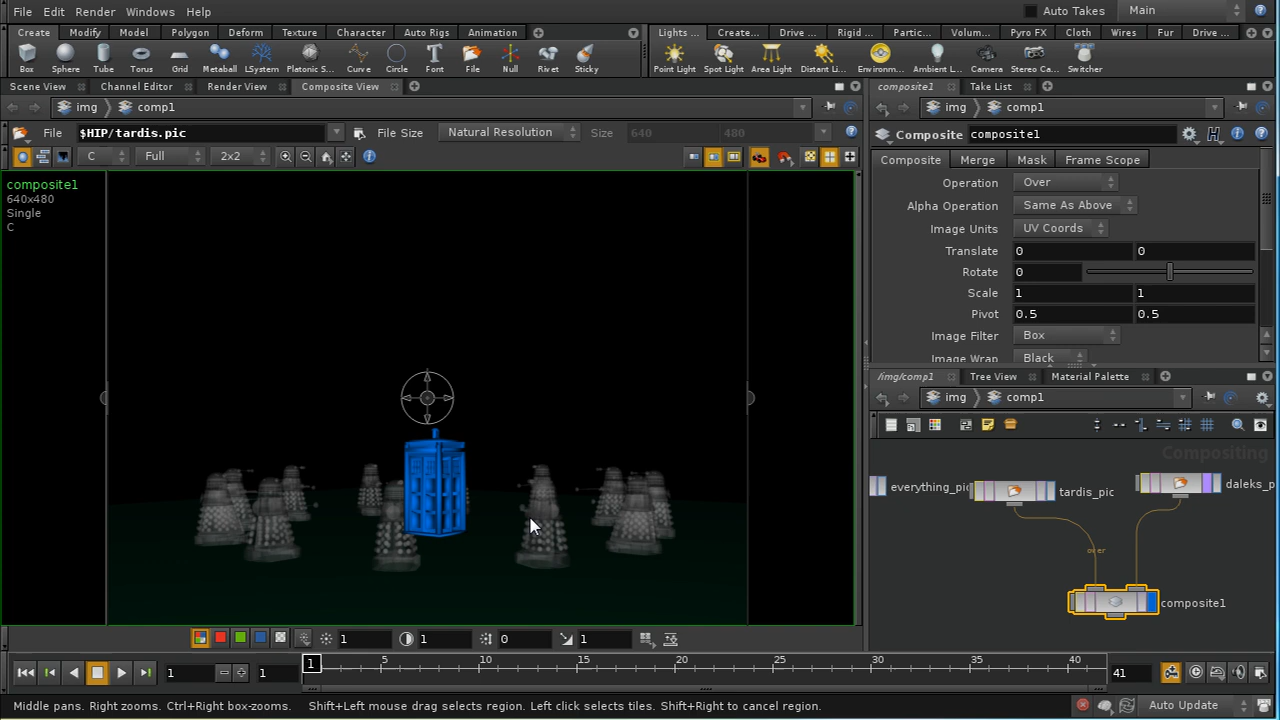 File Edit Render Windows Help Auto Takes Main
Create Modify Model Polygon Deform Texture Character Auto Rigs Animation Lights ... Create... Drive ... Rigid ... Partic... Volum... Pyro FX Cloth Wires Fur Drive ...
Box Sphere Tube Torus Grid Metaball LSystem Platonic S... Curve Circle Font File Null Rivet Sticky Point Light Spot Light Area Light Distant Li... Environm... Ambient L... Camera Stereo Ca... Switcher
Scene View Channel Editor Render View Composite View composite1 Take List
img comp1 img comp1
File $HIP/tardis.pic File Size Natural Resolution Size 640 480 Composite composite1
C Full 2x2 Composite Merge Mask Frame Scope
composite1
640x480
Single
C
Operation Over
Alpha Operation Same As Above
Image Units UV Coords
Translate 0 0
Rotate 0
Scale 1 1
Pivot 0.5 0.5
Image Filter Box
Image Wrap Black
/img/comp1 Tree View Material Palette
img comp1
Compositing
everything_pic tardis_pic daleks_p
over
composite1
1 1 0 1
1 1 1 5 10 15 20 25 30 35 40 41
Middle pans. Right zooms. Ctrl+Right box-zooms. Shift+Left mouse drag selects region. Left click selects tiles. Shift+Right to cancel region. Auto Update